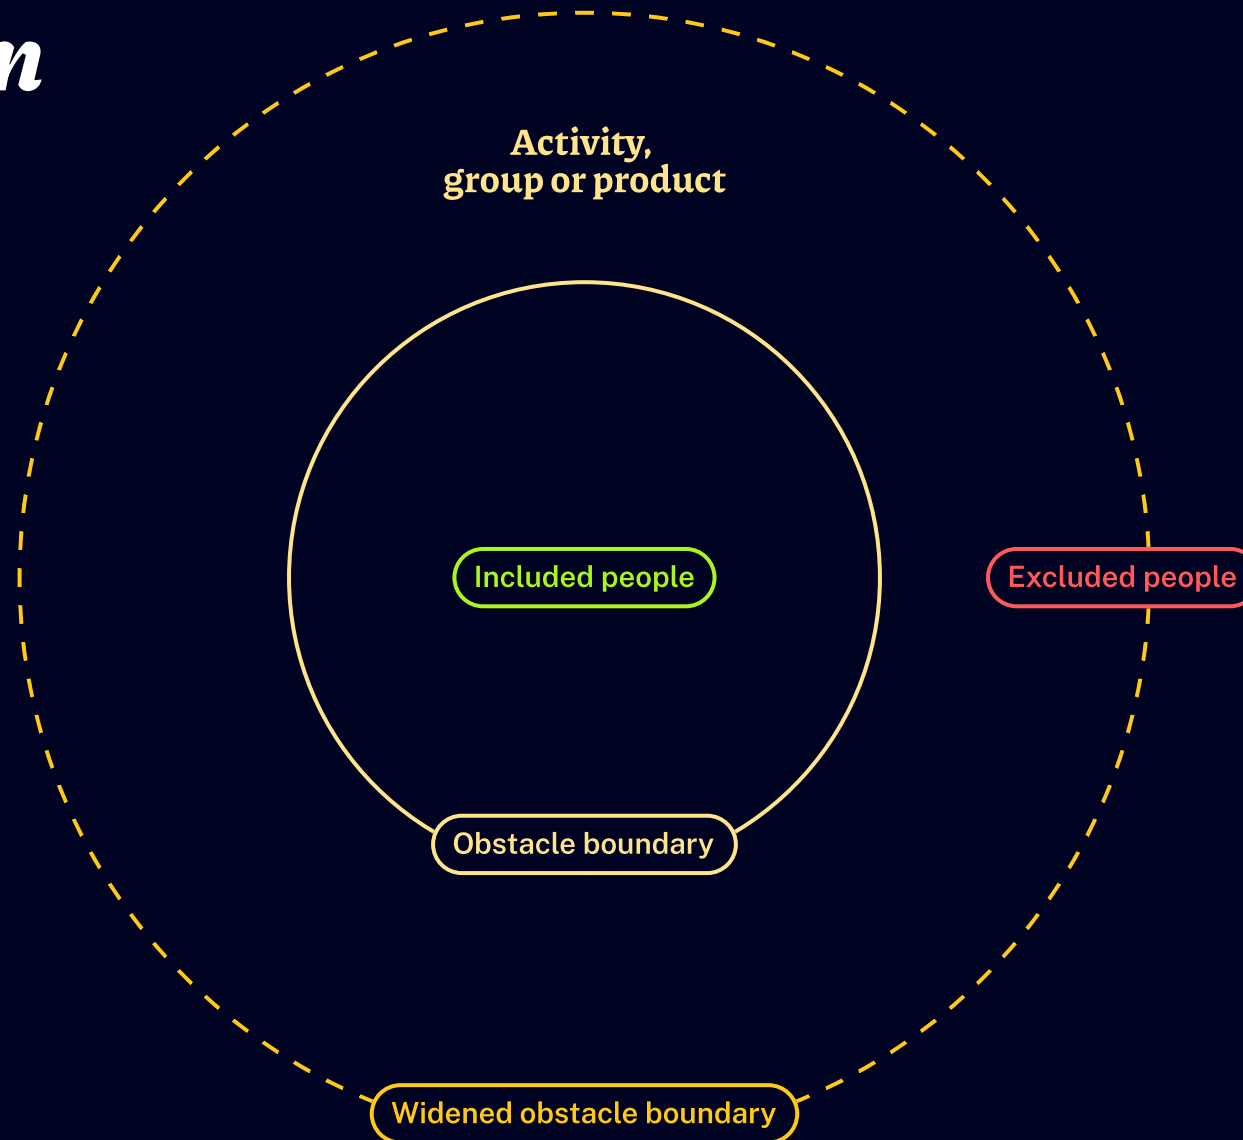 n
Activity,
group or product
Included people
Excluded people
Obstacle boundary
Widened obstacle boundary